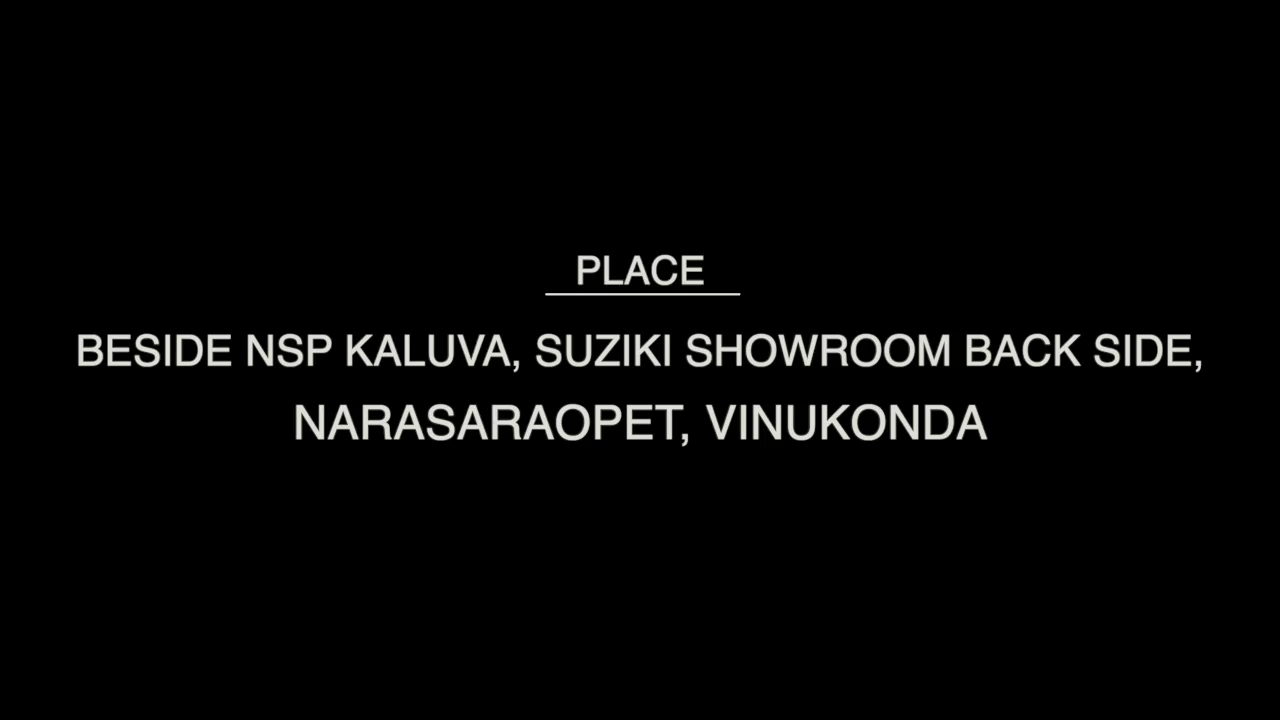 PLACE
BESIDE NSP KALUVA, SUZIKI SHOWROOM BACK SIDE,
NARASARAOPET, VINUKONDA